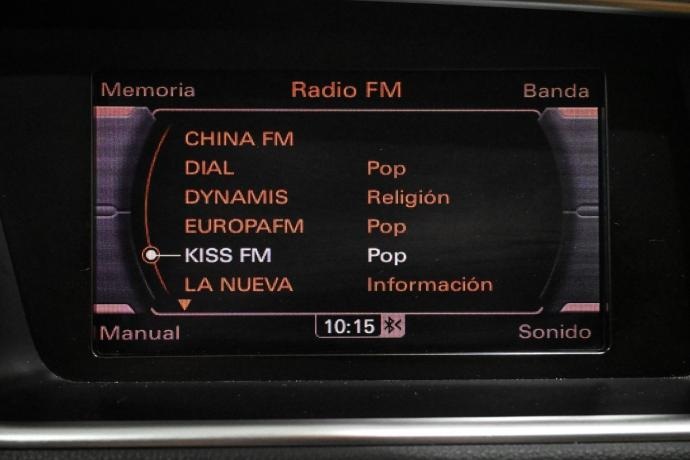 Memoria Radio FM Banda
CHINA FM
DIAL Pop
DYNAMIS Religión
EUROPAFM Pop
KISS FM Pop
LA NUEVA Información
Manual 10:15 Sonido